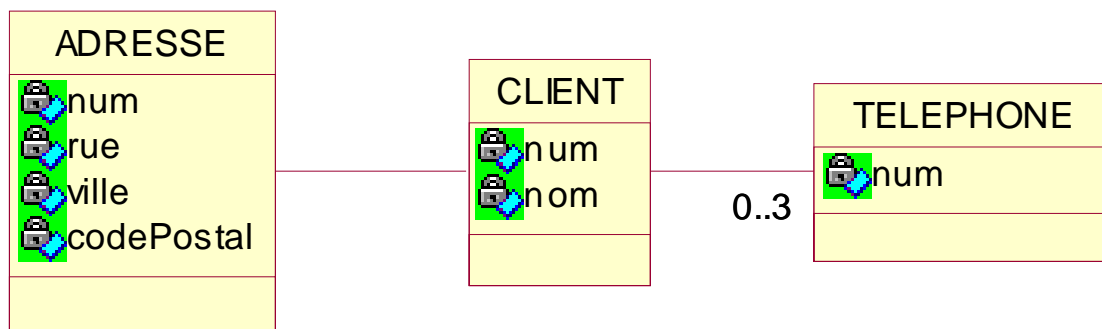 ADRESSE
num
rue
ville
codePostal
CLIENT
num
nom
0..3
TELEPHONE
num